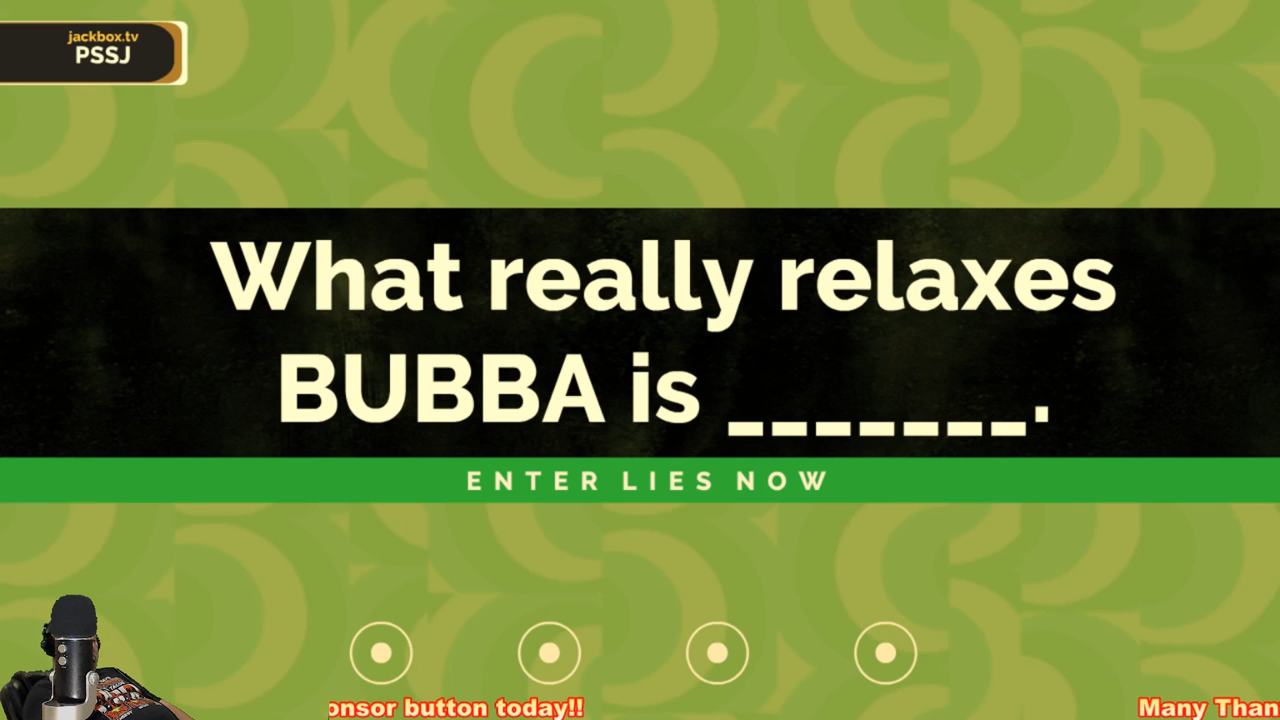 jackbox.tv
PSSJ
What really relaxes
BUBBA is _______.
ENTER LIES NOW
onsor button today!!
Many Than